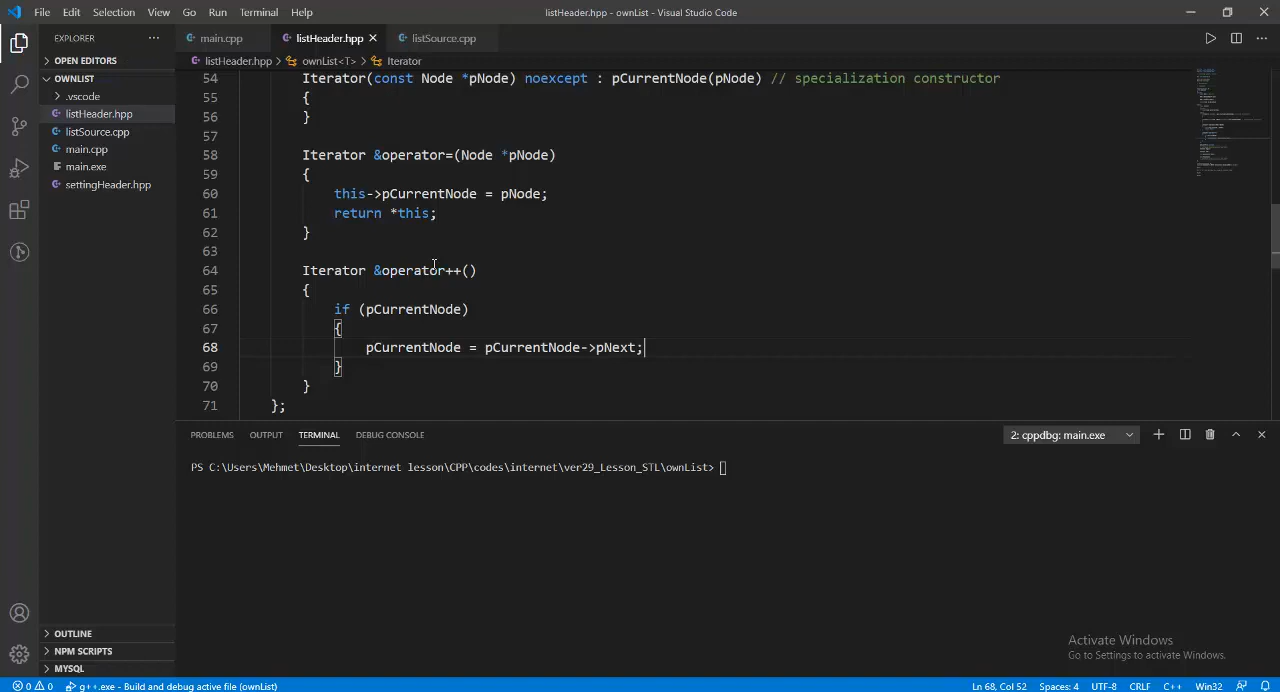 File Edit Selection View Go Run Terminal Help
listHeader.hpp - ownList - Visual Studio Code
EXPLORER
main.cpp
listHeader.hpp
listSource.cpp
OPEN EDITORS
listHeader.hpp > ownList<T> > Iterator
OWNLIST
.vscode
listHeader.hpp
listSource.cpp
main.cpp
main.exe
settingHeader.hpp
54 Iterator(const Node *pNode) noexcept : pCurrentNode(pNode) // specialization constructor
55 {
56 }
57
58 Iterator &operator=(Node *pNode)
59 {
60 this->pCurrentNode = pNode;
61 return *this;
62 }
63
64 Iterator &operator++()
65 {
66 if (pCurrentNode)
67 {
68 pCurrentNode = pCurrentNode->pNext;
69 }
70 }
71 };
PROBLEMS OUTPUT TERMINAL DEBUG CONSOLE
2: cppdbg: main.exe
PS C:\Users\Mehmet\Desktop\internet lesson\CPP\codes\internet\ver29_Lesson_STL\ownList>
OUTLINE
NPM SCRIPTS
MYSQL
Activate Windows
Go to Settings to activate Windows.
0 0 g++.exe - Build and debug active file (ownList)
Ln 68, Col 52 Spaces: 4 UTF-8 CRLF C++ Win32